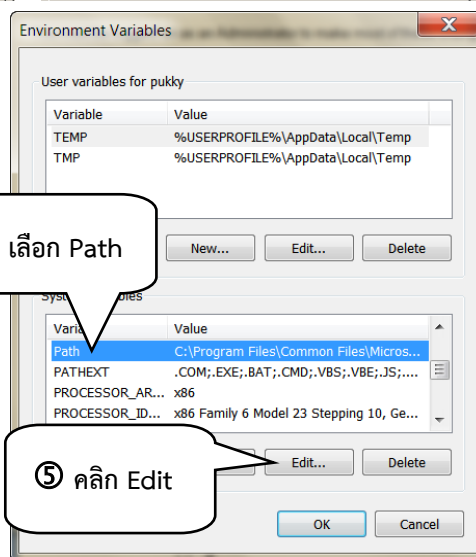 Environment Variables
User variables for pukky
Variable Value
TEMP %USERPROFILE%\AppData\Local\Temp
TMP %USERPROFILE%\AppData\Local\Temp
เลือก Path
New... Edit... Delete
Variable Value
Path C:\Program Files\Common Files\Micros...
PATHEXT .COM;.EXE;.BAT;.CMD;.VBS;.VBE;.JS;....
PROCESSOR_AR... x86
PROCESSOR_ID... x86 Family 6 Model 23 Stepping 10, Ge...
⑤ คลิก Edit
Edit... Delete
OK Cancel